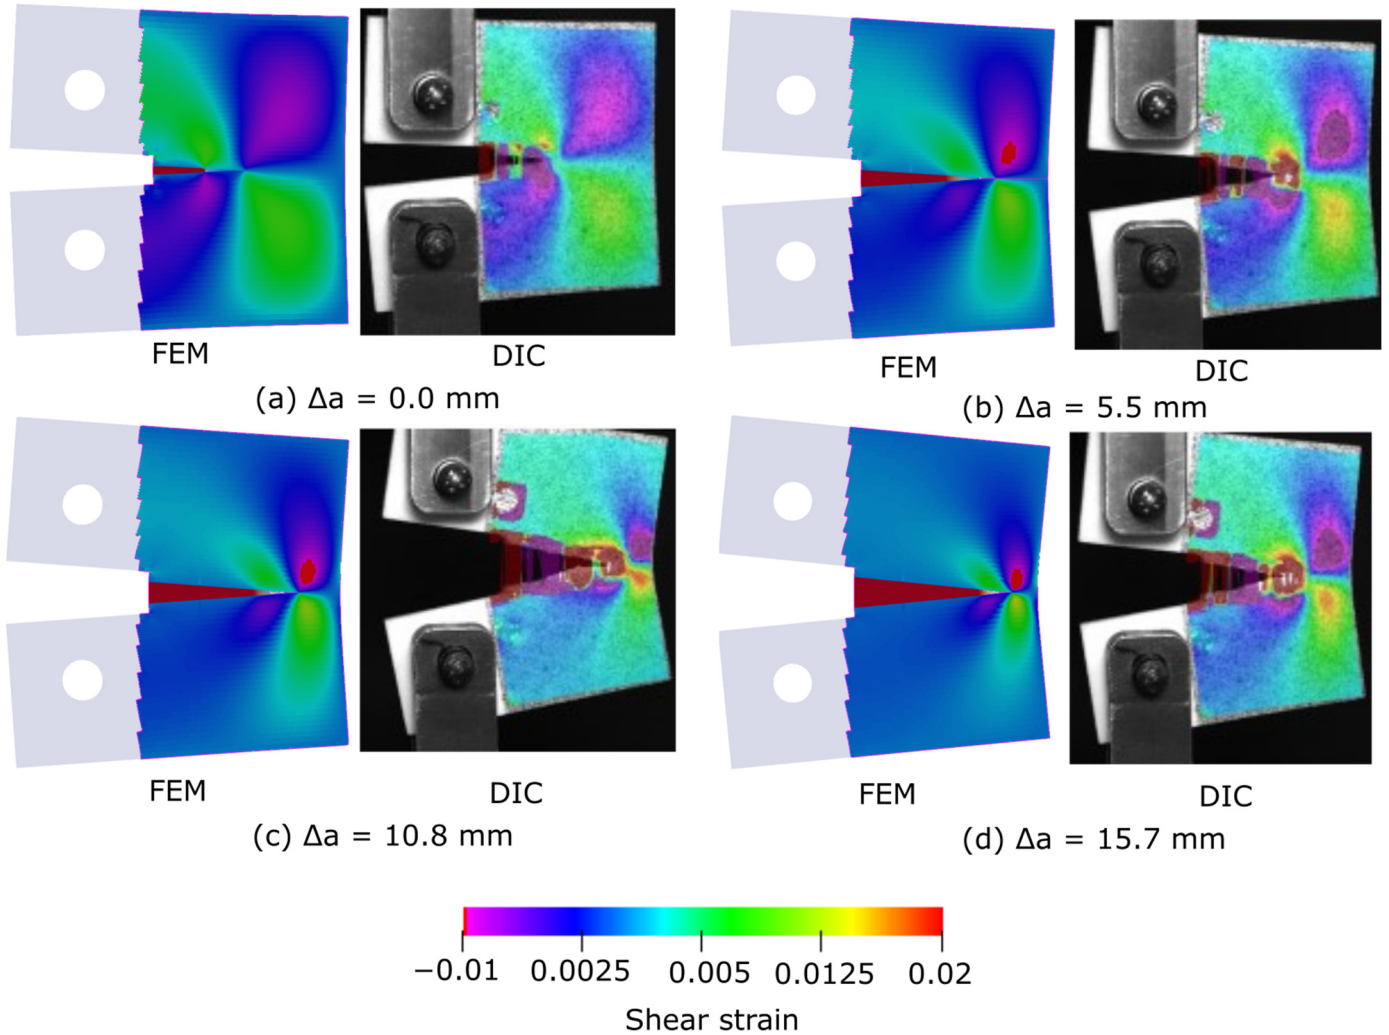 FEM
DIC
(a) Δa = 0.0 mm
FEM
DIC
(b) Δa = 5.5 mm
FEM
DIC
(c) Δa = 10.8 mm
FEM
DIC
(d) Δa = 15.7 mm
−0.01 0.0025 0.005 0.0125 0.02
Shear strain